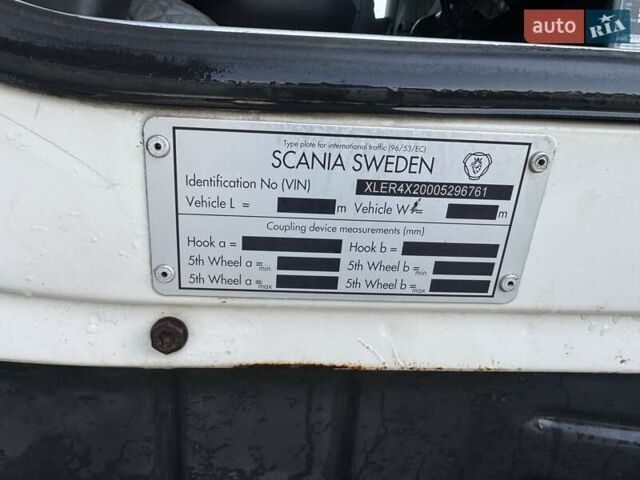 auto RIA
Type plate for international traffic (96/53/EC)
SCANIA SWEDEN
Identification No (VIN) XLER4X20005296761
Vehicle L = m Vehicle W = m
Coupling device measurements (mm)
Hook a = Hook b =
5th Wheel a min = 5th Wheel b min =
5th Wheel a max = 5th Wheel b max =